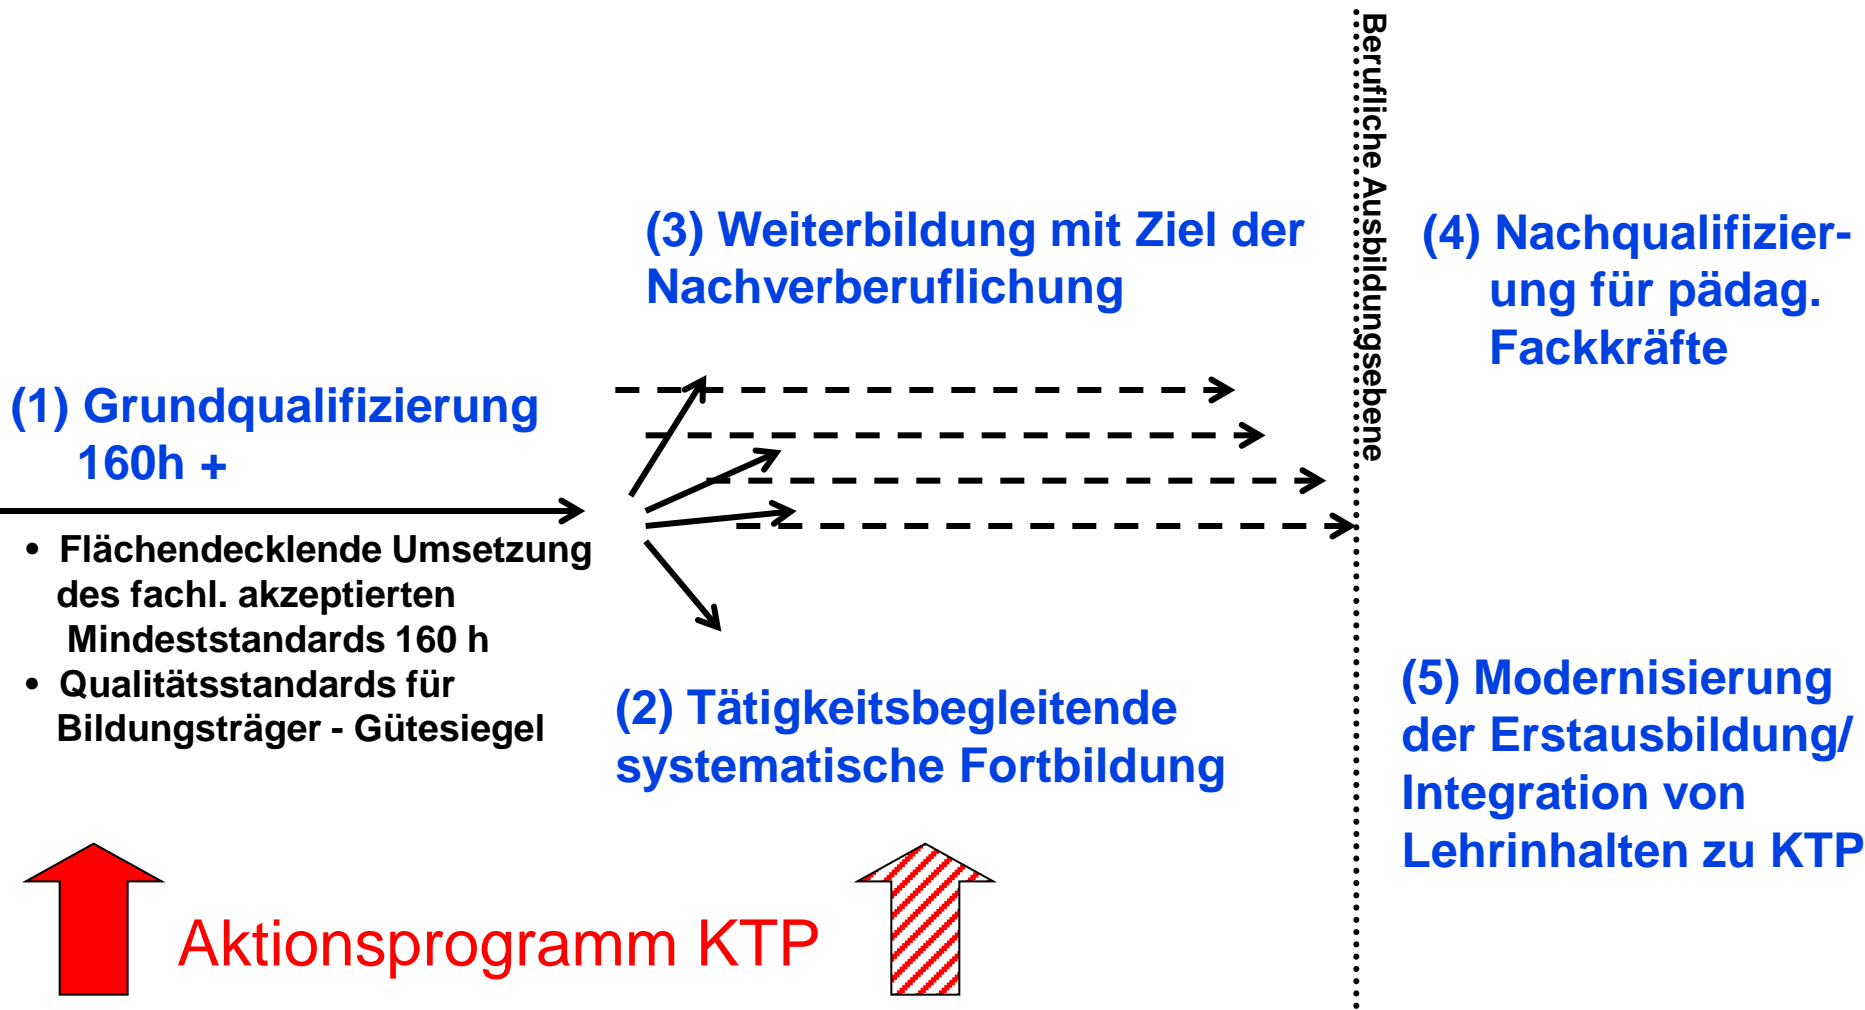 (1) Grundqualifizierung
160h +
• Flächendecklende Umsetzung
des fachl. akzeptierten
Mindeststandards 160 h
• Qualitätsstandards für
Bildungsträger - Gütesiegel
(3) Weiterbildung mit Ziel der
Nachverberuflichung
(2) Tätigkeitsbegleitende
systematische Fortbildung
Berufliche Ausbildungsebene
(4) Nachqualifizier-
ung für pädag.
Fackkräfte
(5) Modernisierung
der Erstausbildung/
Integration von
Lehrinhalten zu KTP
Aktionsprogramm KTP